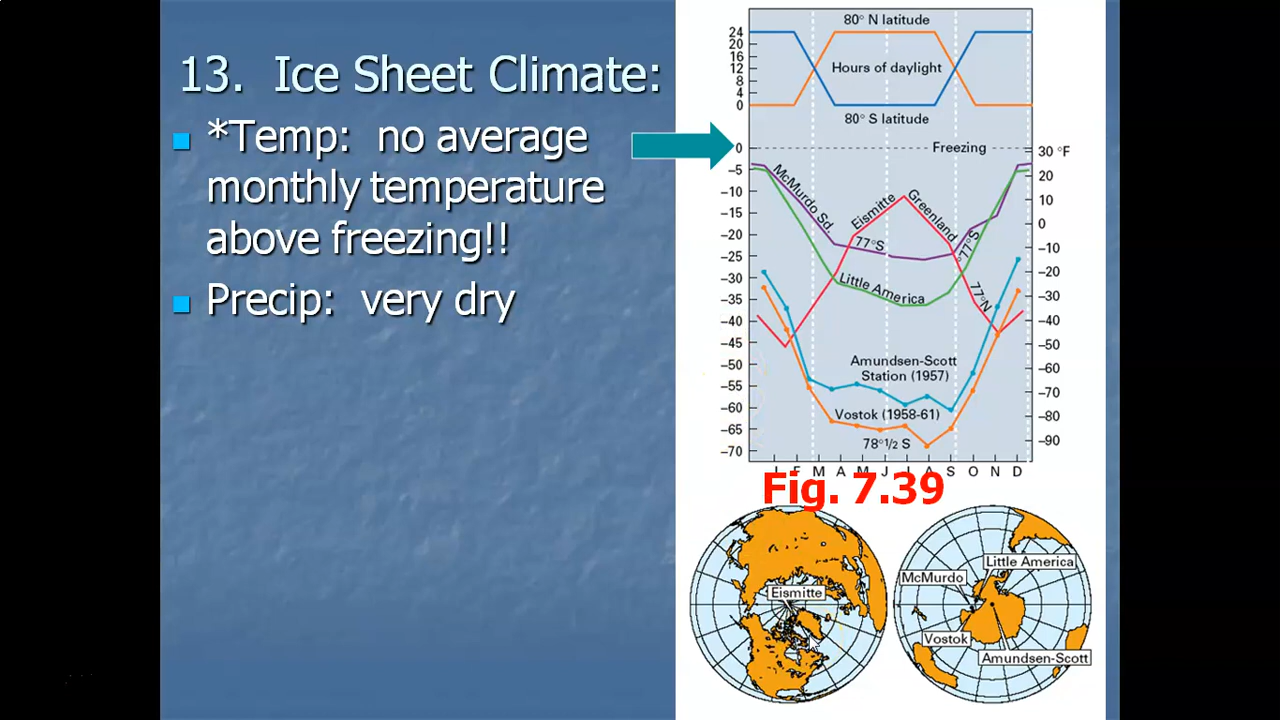 13. Ice Sheet Climate:
*Temp: no average
monthly temperature
above freezing!!
Precip: very dry
80° N latitude
24
20
16
12
8
4
0
Hours of daylight
80° S latitude
0
-5
-10
-15
-20
-25
-30
-35
-40
-45
-50
-55
-60
-65
-70
Freezing
30 °F
20
10
0
-10
-20
-30
-40
-50
-60
-70
-80
-90
McMurdo Sd.
77°S
Eismitte
Greenland
77°N
Little America
77°S
Amundsen-Scott
Station (1957)
Vostok (1958-61)
78°1/2 S
J F M A M J J A S O N D
Fig. 7.39
Eismitte
Little America
McMurdo
Vostok
Amundsen-Scott